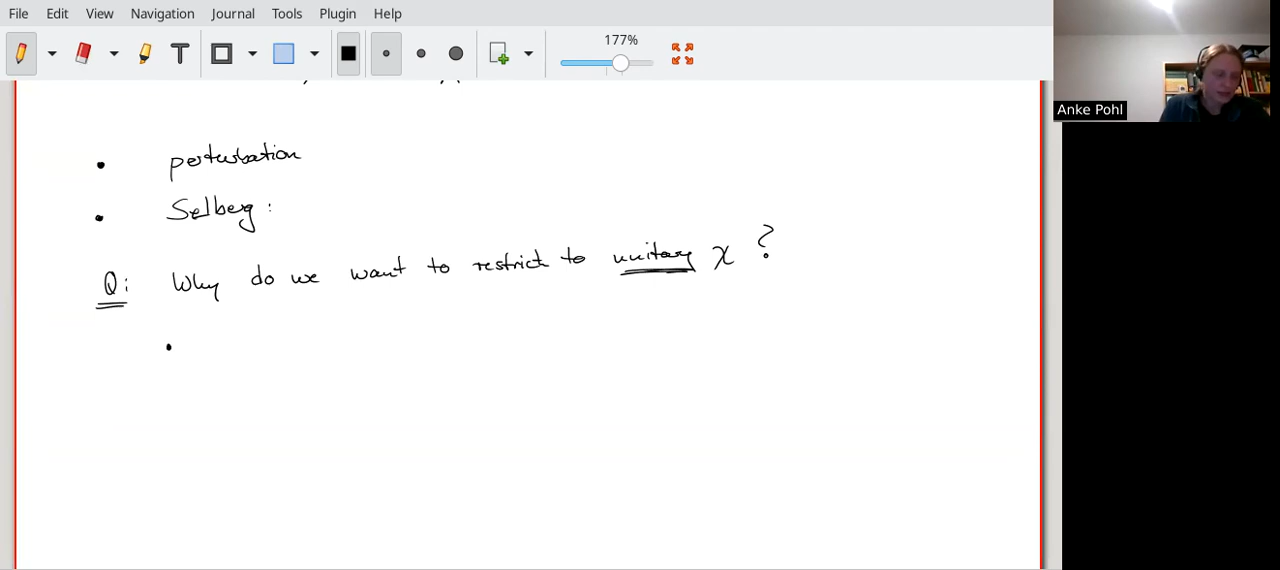 File Edit View Navigation Journal Tools Plugin Help
T
177%
Anke Pohl
• perturbation
• Selberg :
Q: Why do we want to restrict to unitary χ ?
•